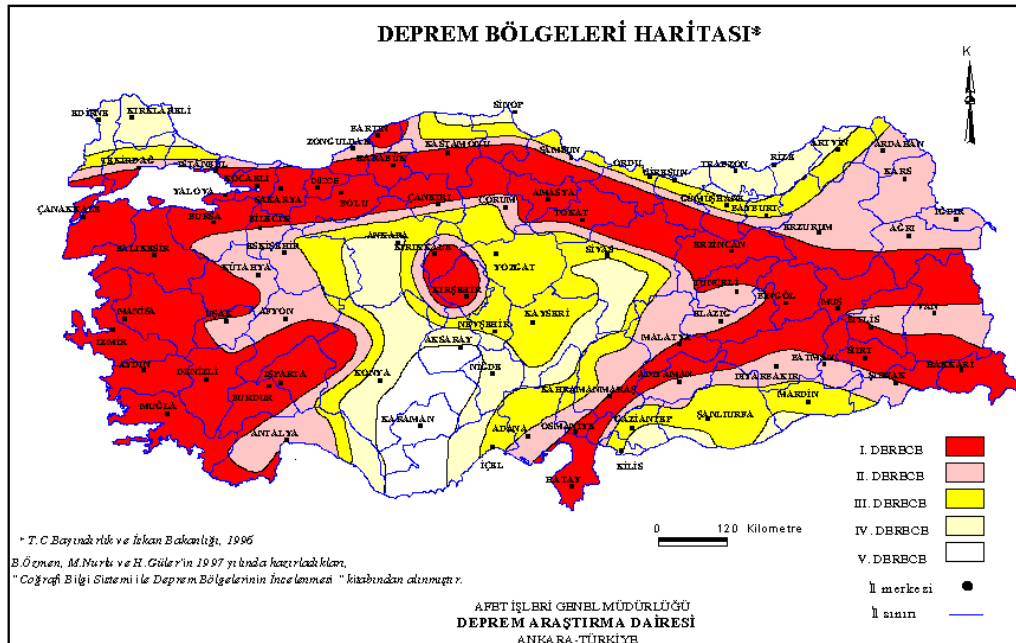 DEPREM BÖLGELERİ HARİTASI*
K
SİNOP
EDİRNE KIRKLARELİ
BARTIN
ZONGULDAK
KASTAMONU
KARABÜK
TEKİRDAĞ İSTANBUL
SAMSUN
ORDU
GİRESUN
TRABZON
RİZE
ARTVİN
ARDAHAN
KARS
KOCAELİ
YALOVA
SAKARYA
DÜZCE
BOLU
ÇANKIRI
ÇORUM
AMASYA
TOKAT
GÜMÜŞHANE
BAYBURT
IĞDIR
ÇANAKKALE
BURSA
BİLECİK
ERZURUM
AĞRI
BALIKESİR
ESKİŞEHİR
ANKARA
KIRIKKALE
YOZGAT
SİVAS
ERZİNCAN
KÜTAHYA
KIRŞEHİR
TUNCELİ
BİNGÖL
MUŞ
MANİSA
UŞAK
AFYON
NEVŞEHİR
KAYSERİ
ELAZIĞ
BİTLİS
VAN
İZMİR
AKSARAY
MALATYA
AYDIN
DENİZLİ
ISPARTA
KONYA
NİĞDE
KAHRAMANMARAŞ
ADIYAMAN
DİYARBAKIR
BATMAN
SİİRT
ŞIRNAK
HAKKARİ
BURDUR
MUĞLA
KARAMAN
ADANA
OSMANİYE
GAZİANTEP
ŞANLIURFA
MARDİN
ANTALYA
İÇEL
KİLİS
HATAY
I. DERECE
II. DERECE
III. DERECE
IV. DERECE
V. DERECE
İl merkezi
İl sınırı
0 120 Kilometre
* T.C.Bayındırlık ve İskan Bakanlığı, 1996
B.Özmen, M.Nurlu ve H.Güler'in 1997 yılında hazırladıkları,
" Coğrafi Bilgi Sistemi ile Deprem Bölgelerinin İncelenmesi " kitabından alınmıştır.
AFET İŞLERİ GENEL MÜDÜRLÜĞÜ
DEPREM ARAŞTIRMA DAİRESİ
ANKARA-TÜRKİYE